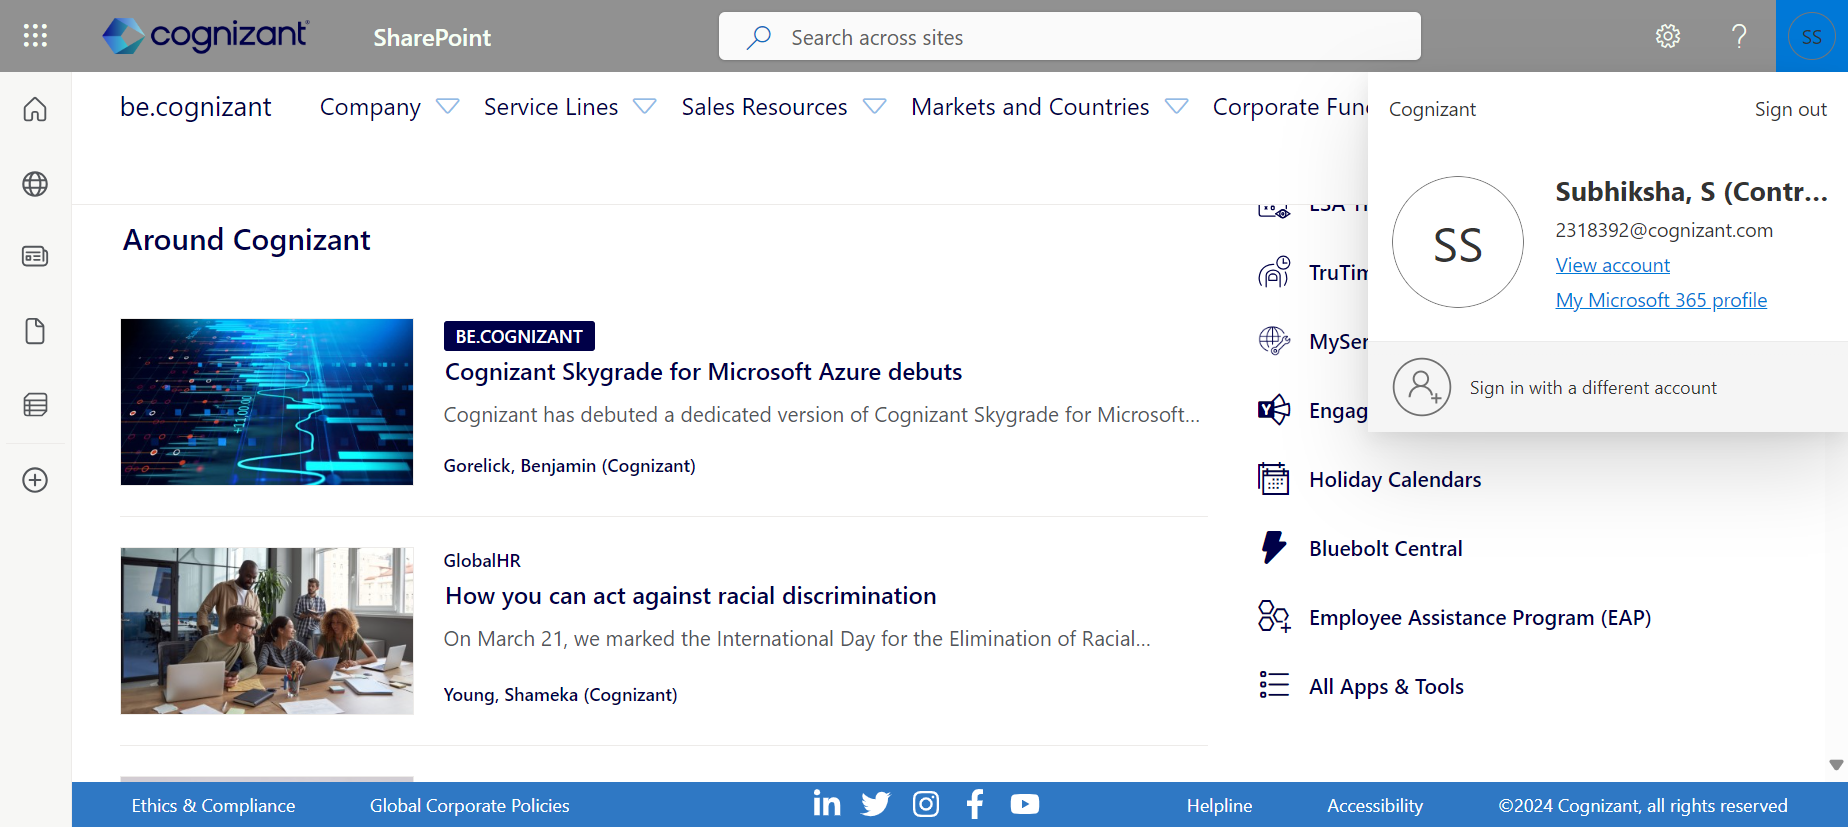 cognizant
SharePoint
Search across sites
SS
be.cognizant
Company
Service Lines
Sales Resources
Markets and Countries
Corporate Fun
Cognizant
Sign out
SS
Subhiksha, S (Contr...
2318392@cognizant.com
View account
My Microsoft 365 profile
Sign in with a different account
Around Cognizant
BE.COGNIZANT
Cognizant Skygrade for Microsoft Azure debuts
Cognizant has debuted a dedicated version of Cognizant Skygrade for Microsoft...
Gorelick, Benjamin (Cognizant)
GlobalHR
How you can act against racial discrimination
On March 21, we marked the International Day for the Elimination of Racial...
Young, Shameka (Cognizant)
TruTim
MySer
Engag
Holiday Calendars
Bluebolt Central
Employee Assistance Program (EAP)
All Apps & Tools
Ethics & Compliance
Global Corporate Policies
Helpline
Accessibility
©2024 Cognizant, all rights reserved